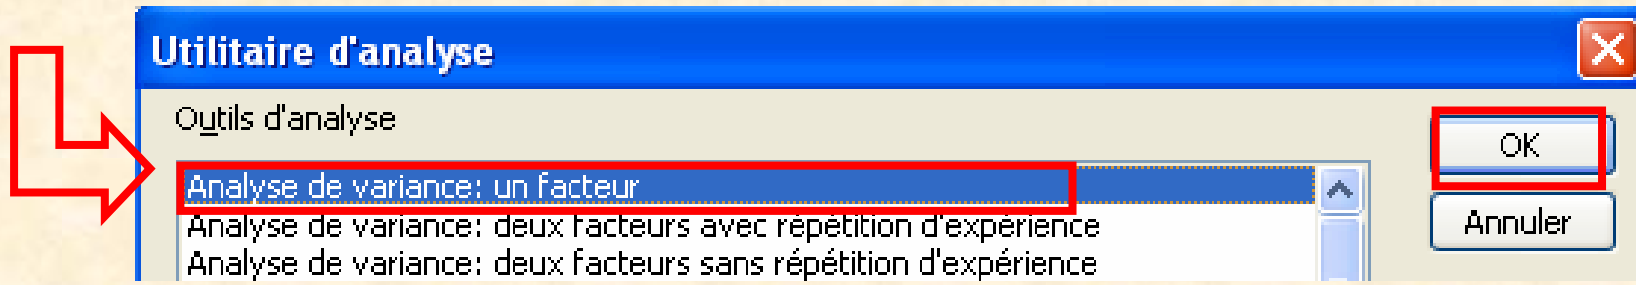 Utilitaire d'analyse
Outils d'analyse
OK
Analyse de variance: un facteur
Analyse de variance: deux facteurs avec répétition d'expérience
Annuler
Analyse de variance: deux facteurs sans répétition d'expérience